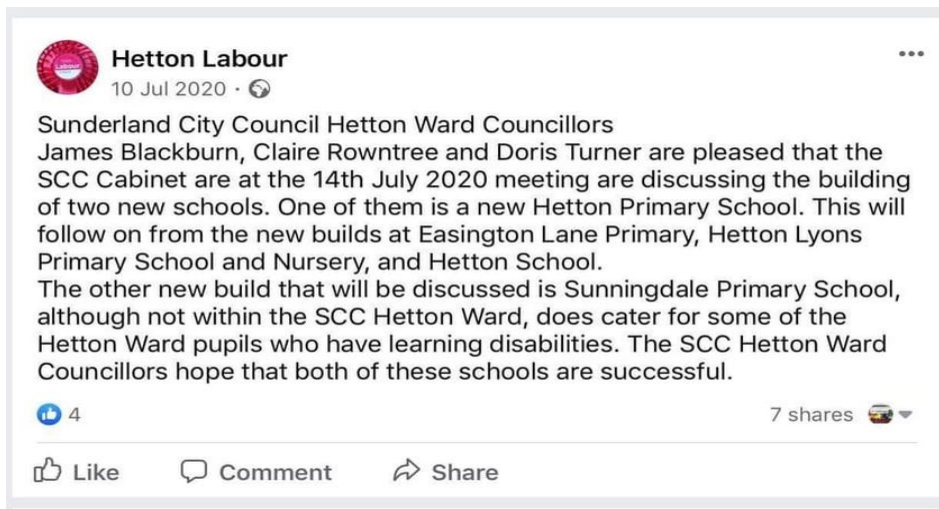 Hetton Labour
10 Jul 2020 ·
Sunderland City Council Hetton Ward Councillors
James Blackburn, Claire Rowntree and Doris Turner are pleased that the
SCC Cabinet are at the 14th July 2020 meeting are discussing the building
of two new schools. One of them is a new Hetton Primary School. This will
follow on from the new builds at Easington Lane Primary, Hetton Lyons
Primary School and Nursery, and Hetton School.
The other new build that will be discussed is Sunningdale Primary School,
although not within the SCC Hetton Ward, does cater for some of the
Hetton Ward pupils who have learning disabilities. The SCC Hetton Ward
Councillors hope that both of these schools are successful.
4 7 shares
Like Comment Share